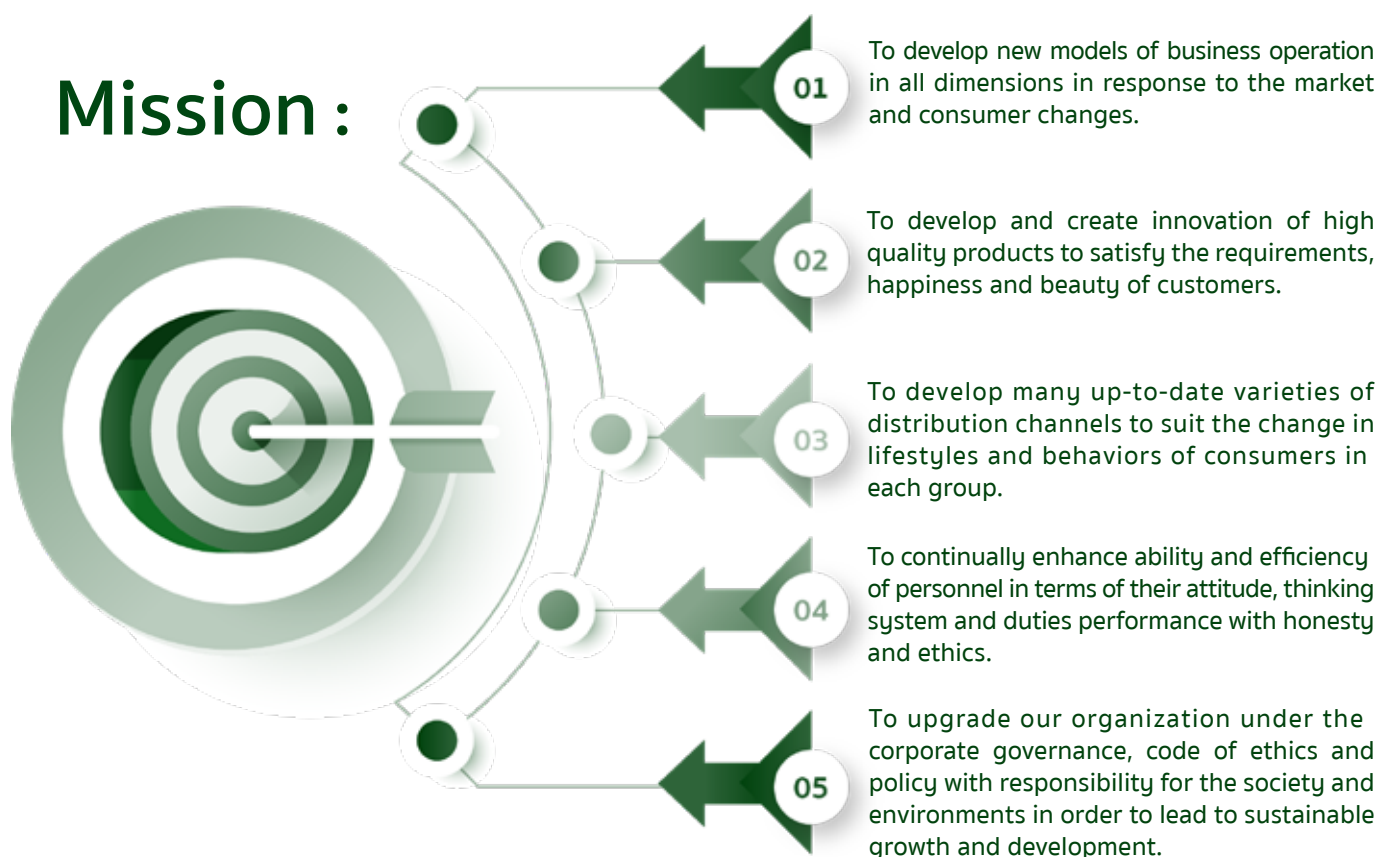 Mission :
01
To develop new models of business operation
in all dimensions in response to the market
and consumer changes.
02
To develop and create innovation of high
quality products to satisfy the requirements,
happiness and beauty of customers.
03
To develop many up-to-date varieties of
distribution channels to suit the change in
lifestyles and behaviors of consumers in
each group.
04
To continually enhance ability and efficiency
of personnel in terms of their attitude, thinking
system and duties performance with honesty
and ethics.
05
To upgrade our organization under the
corporate governance, code of ethics and
policy with responsibility for the society and
environments in order to lead to sustainable
growth and development.